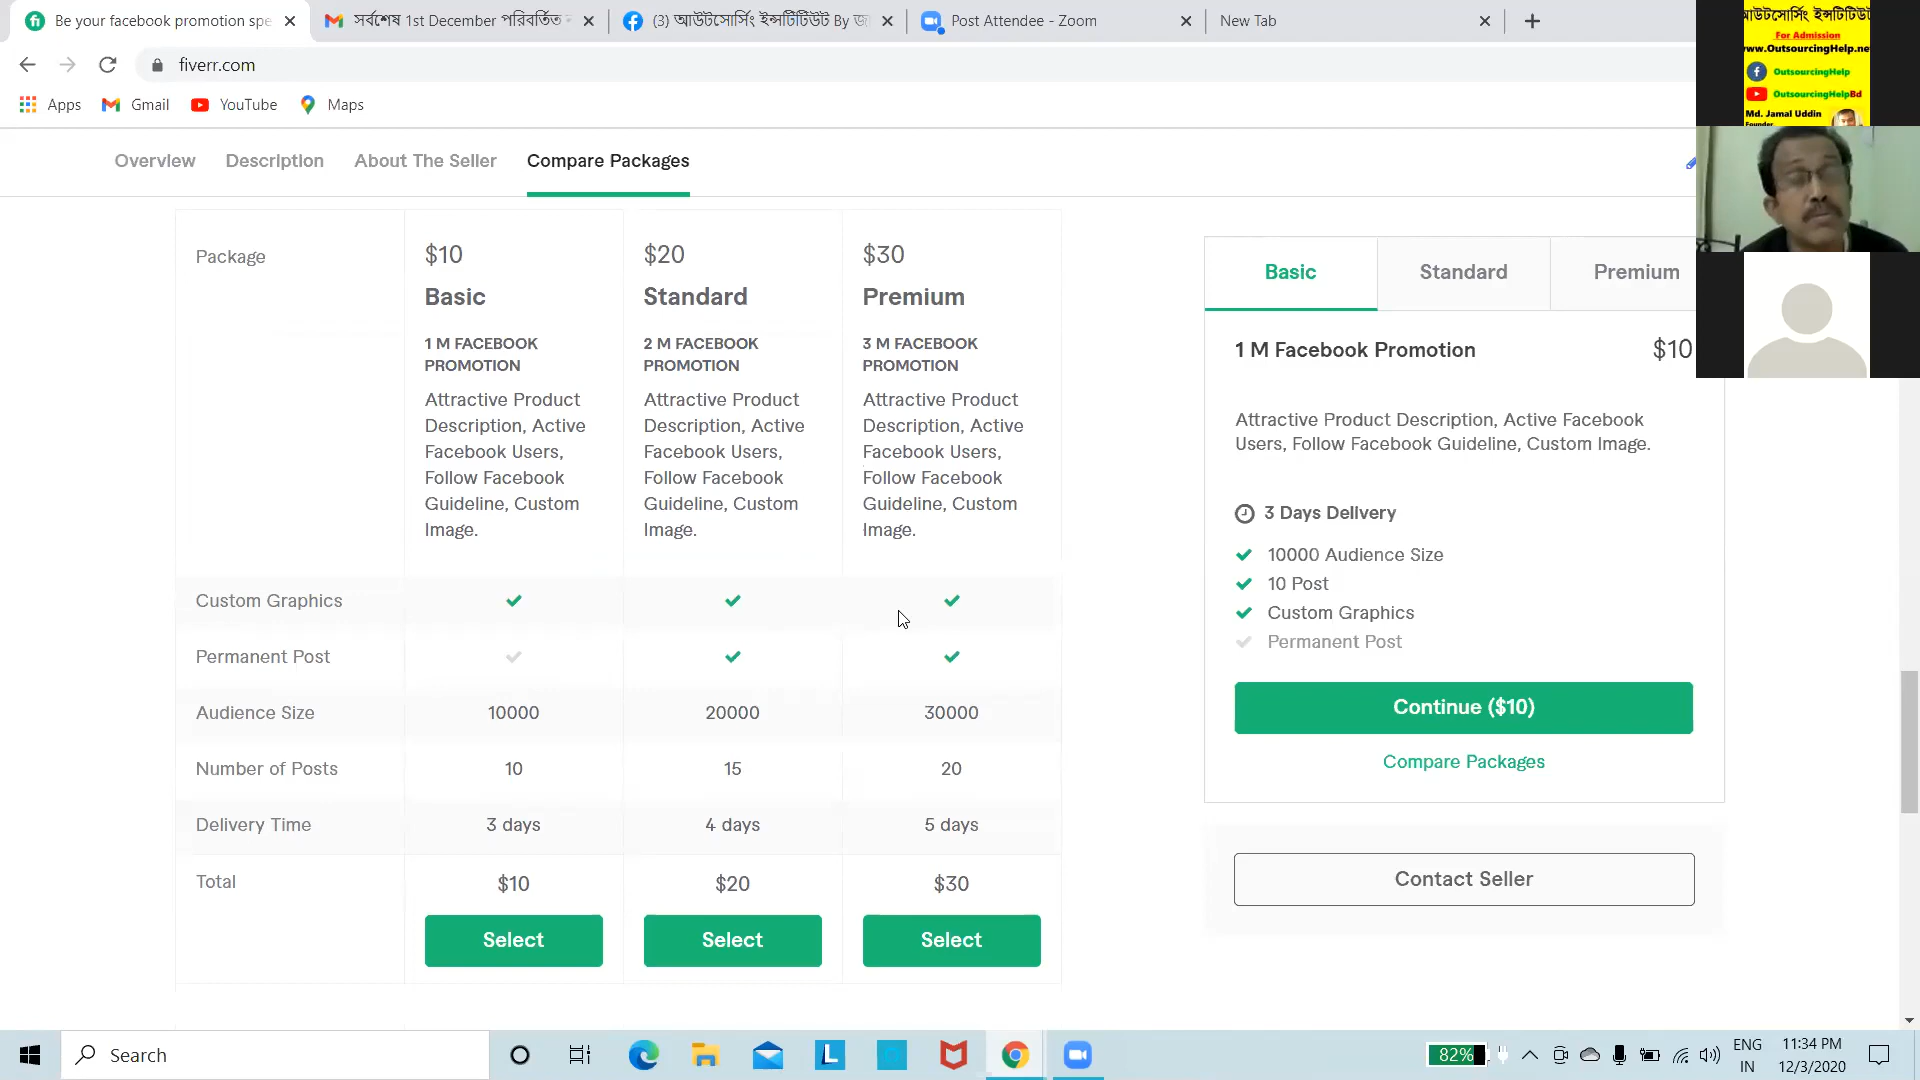 Be your facebook promotion spe
সর্বশেষ 1st December পরিবর্তিত
(3) আউটসোর্সিং ইন্সটিটিউট By জ
Post Attendee - Zoom
New Tab
fiverr.com
Apps
Gmail
YouTube
Maps
আউটসোর্সিং ইন্সটিটিউট
For Admission
www.OutsourcingHelp.ne
OutsourcingHelp
OutsourcingHelpBd
Md. Jamal Uddin
Founder
Overview
Description
About The Seller
Compare Packages
Package
$10
$20
$30
Basic
Standard
Premium
1 M FACEBOOK
PROMOTION
2 M FACEBOOK
PROMOTION
3 M FACEBOOK
PROMOTION
Attractive Product
Description, Active
Facebook Users,
Follow Facebook
Guideline, Custom
Image.
Attractive Product
Description, Active
Facebook Users,
Follow Facebook
Guideline, Custom
Image.
Attractive Product
Description, Active
Facebook Users,
Follow Facebook
Guideline, Custom
Image.
Custom Graphics
Permanent Post
Audience Size
10000
20000
30000
Number of Posts
10
15
20
Delivery Time
3 days
4 days
5 days
Total
$10
$20
$30
Select
Select
Select
Basic
Standard
Premium
1 M Facebook Promotion
$10
Attractive Product Description, Active Facebook
Users, Follow Facebook Guideline, Custom Image.
3 Days Delivery
10000 Audience Size
10 Post
Custom Graphics
Permanent Post
Continue ($10)
Compare Packages
Contact Seller
Search
L
82%
ENG
IN
11:34 PM
12/3/2020